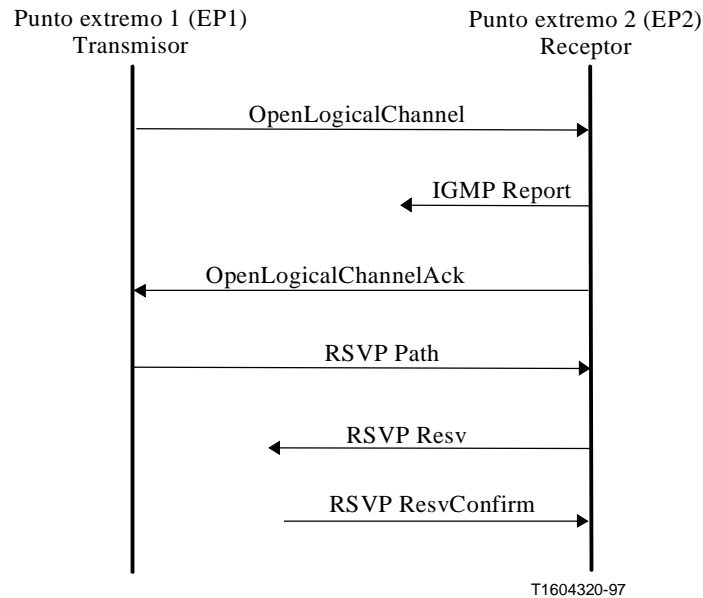 Punto extremo 1 (EP1)
Transmisor
Punto extremo 2 (EP2)
Receptor
OpenLogicalChannel
IGMP Report
OpenLogicalChannelAck
RSVP Path
RSVP Resv
RSVP ResvConfirm
T1604320-97